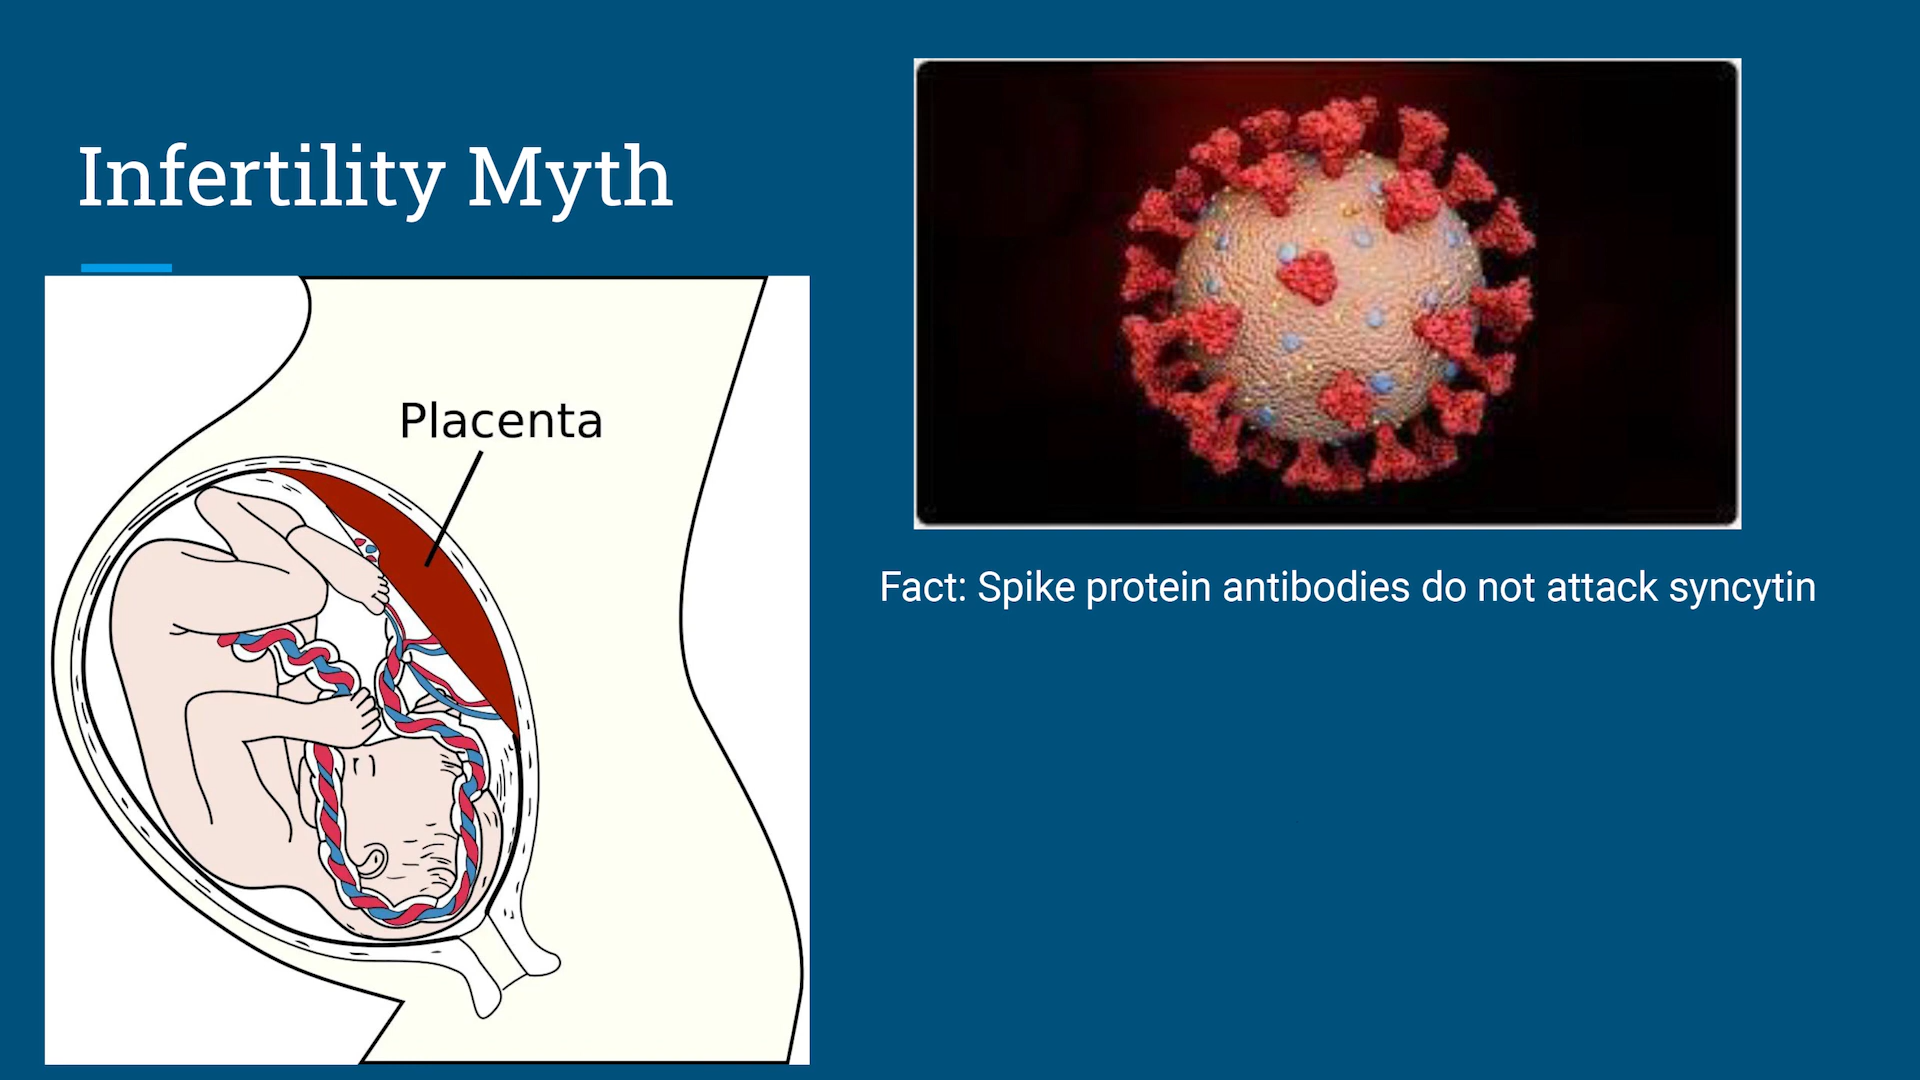 Infertility Myth
Placenta
Fact: Spike protein antibodies do not attack syncytin